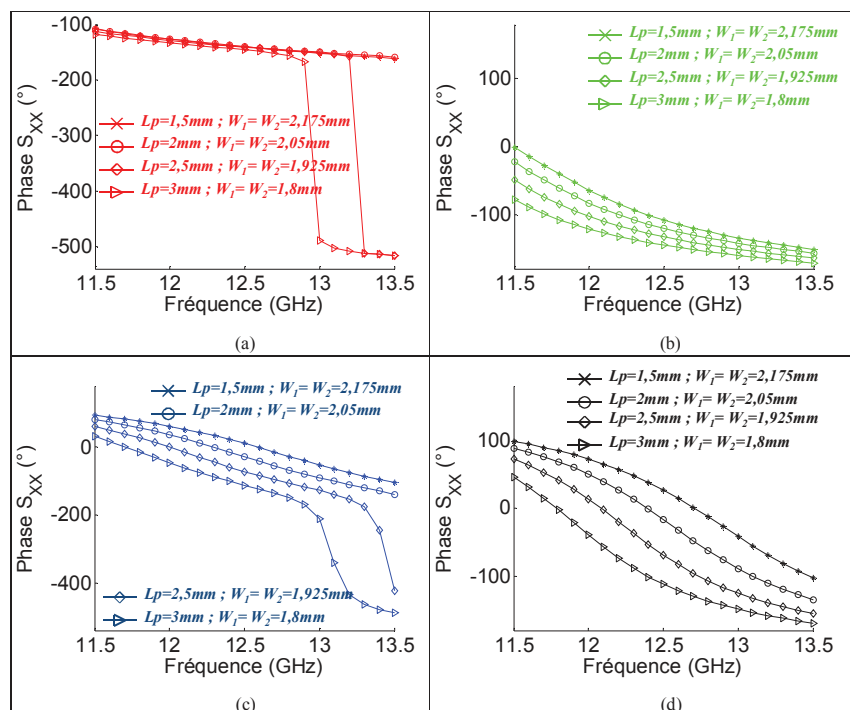 -100
-200
-300
-400
-500
Phase S_XX (°)
Lp=1,5mm ; W1= W2=2,175mm
Lp=2mm ; W1= W2=2,05mm
Lp=2,5mm ; W1= W2=1,925mm
Lp=3mm ; W1= W2=1,8mm
11.5 12 12.5 13 13.5
Fréquence (GHz)
(a)
100
0
-100
Phase S_XX (°)
Lp=1,5mm ; W1= W2=2,175mm
Lp=2mm ; W1= W2=2,05mm
Lp=2,5mm ; W1= W2=1,925mm
Lp=3mm ; W1= W2=1,8mm
11.5 12 12.5 13 13.5
Fréquence (GHz)
(b)
0
-200
-400
Phase S_XX (°)
Lp=1,5mm ; W1= W2=2,175mm
Lp=2mm ; W1= W2=2,05mm
Lp=2,5mm ; W1= W2=1,925mm
Lp=3mm ; W1= W2=1,8mm
11.5 12 12.5 13 13.5
Fréquence (GHz)
(c)
100
0
-100
Phase S_XX (°)
Lp=1,5mm ; W1= W2=2,175mm
Lp=2mm ; W1= W2=2,05mm
Lp=2,5mm ; W1= W2=1,925mm
Lp=3mm ; W1= W2=1,8mm
11.5 12 12.5 13 13.5
Fréquence (GHz)
(d)